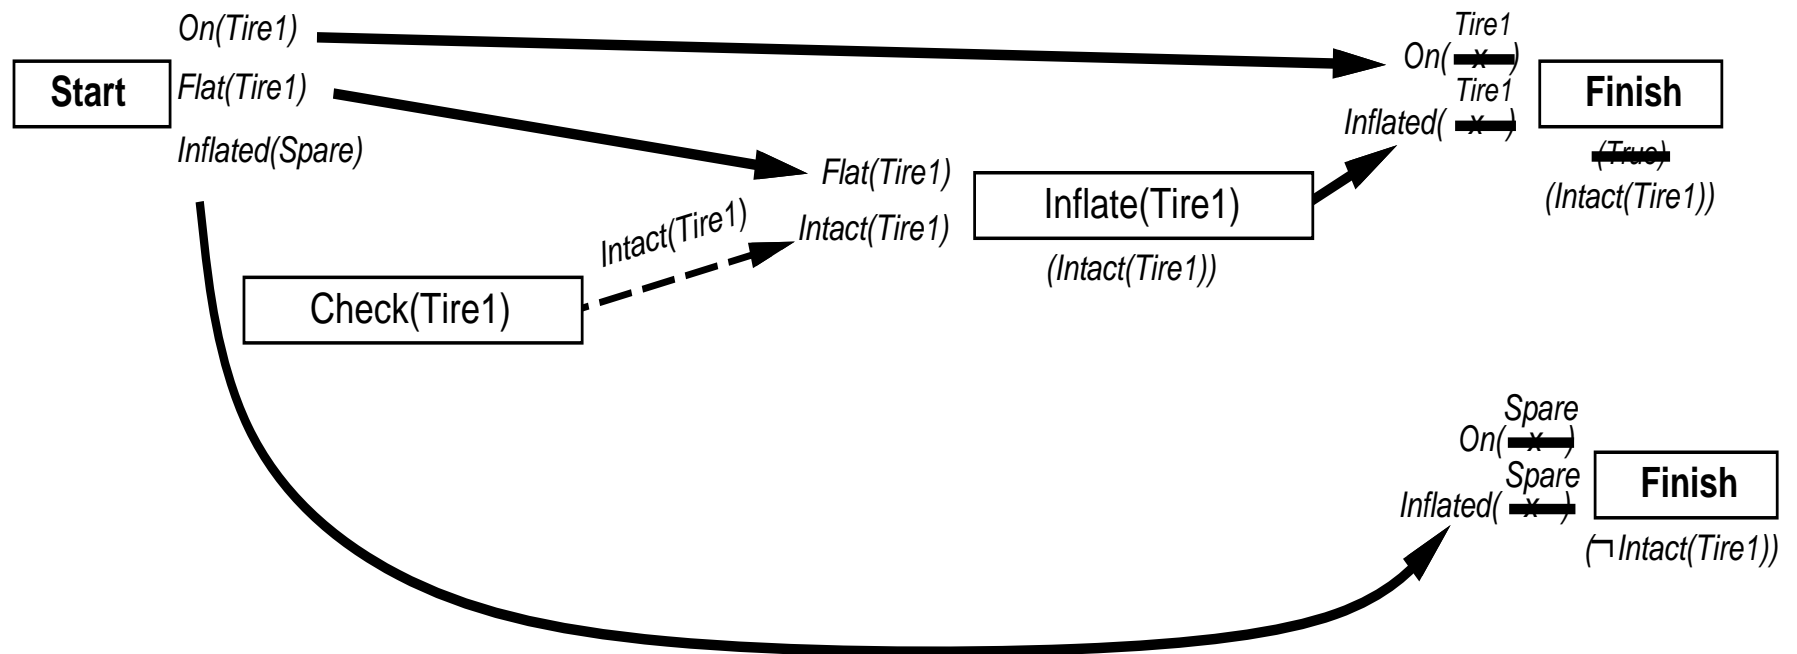 On(Tire1)
Start
Flat(Tire1)
Inflated(Spare)
Tire1
On( x )
Tire1
Inflated( x )
Finish
(True)
(Intact(Tire1))
Flat(Tire1)
Intact(Tire1)
Intact(Tire1)
Inflate(Tire1)
(Intact(Tire1))
Check(Tire1)
Spare
On( x )
Spare
Inflated( x )
Finish
(¬ Intact(Tire1))